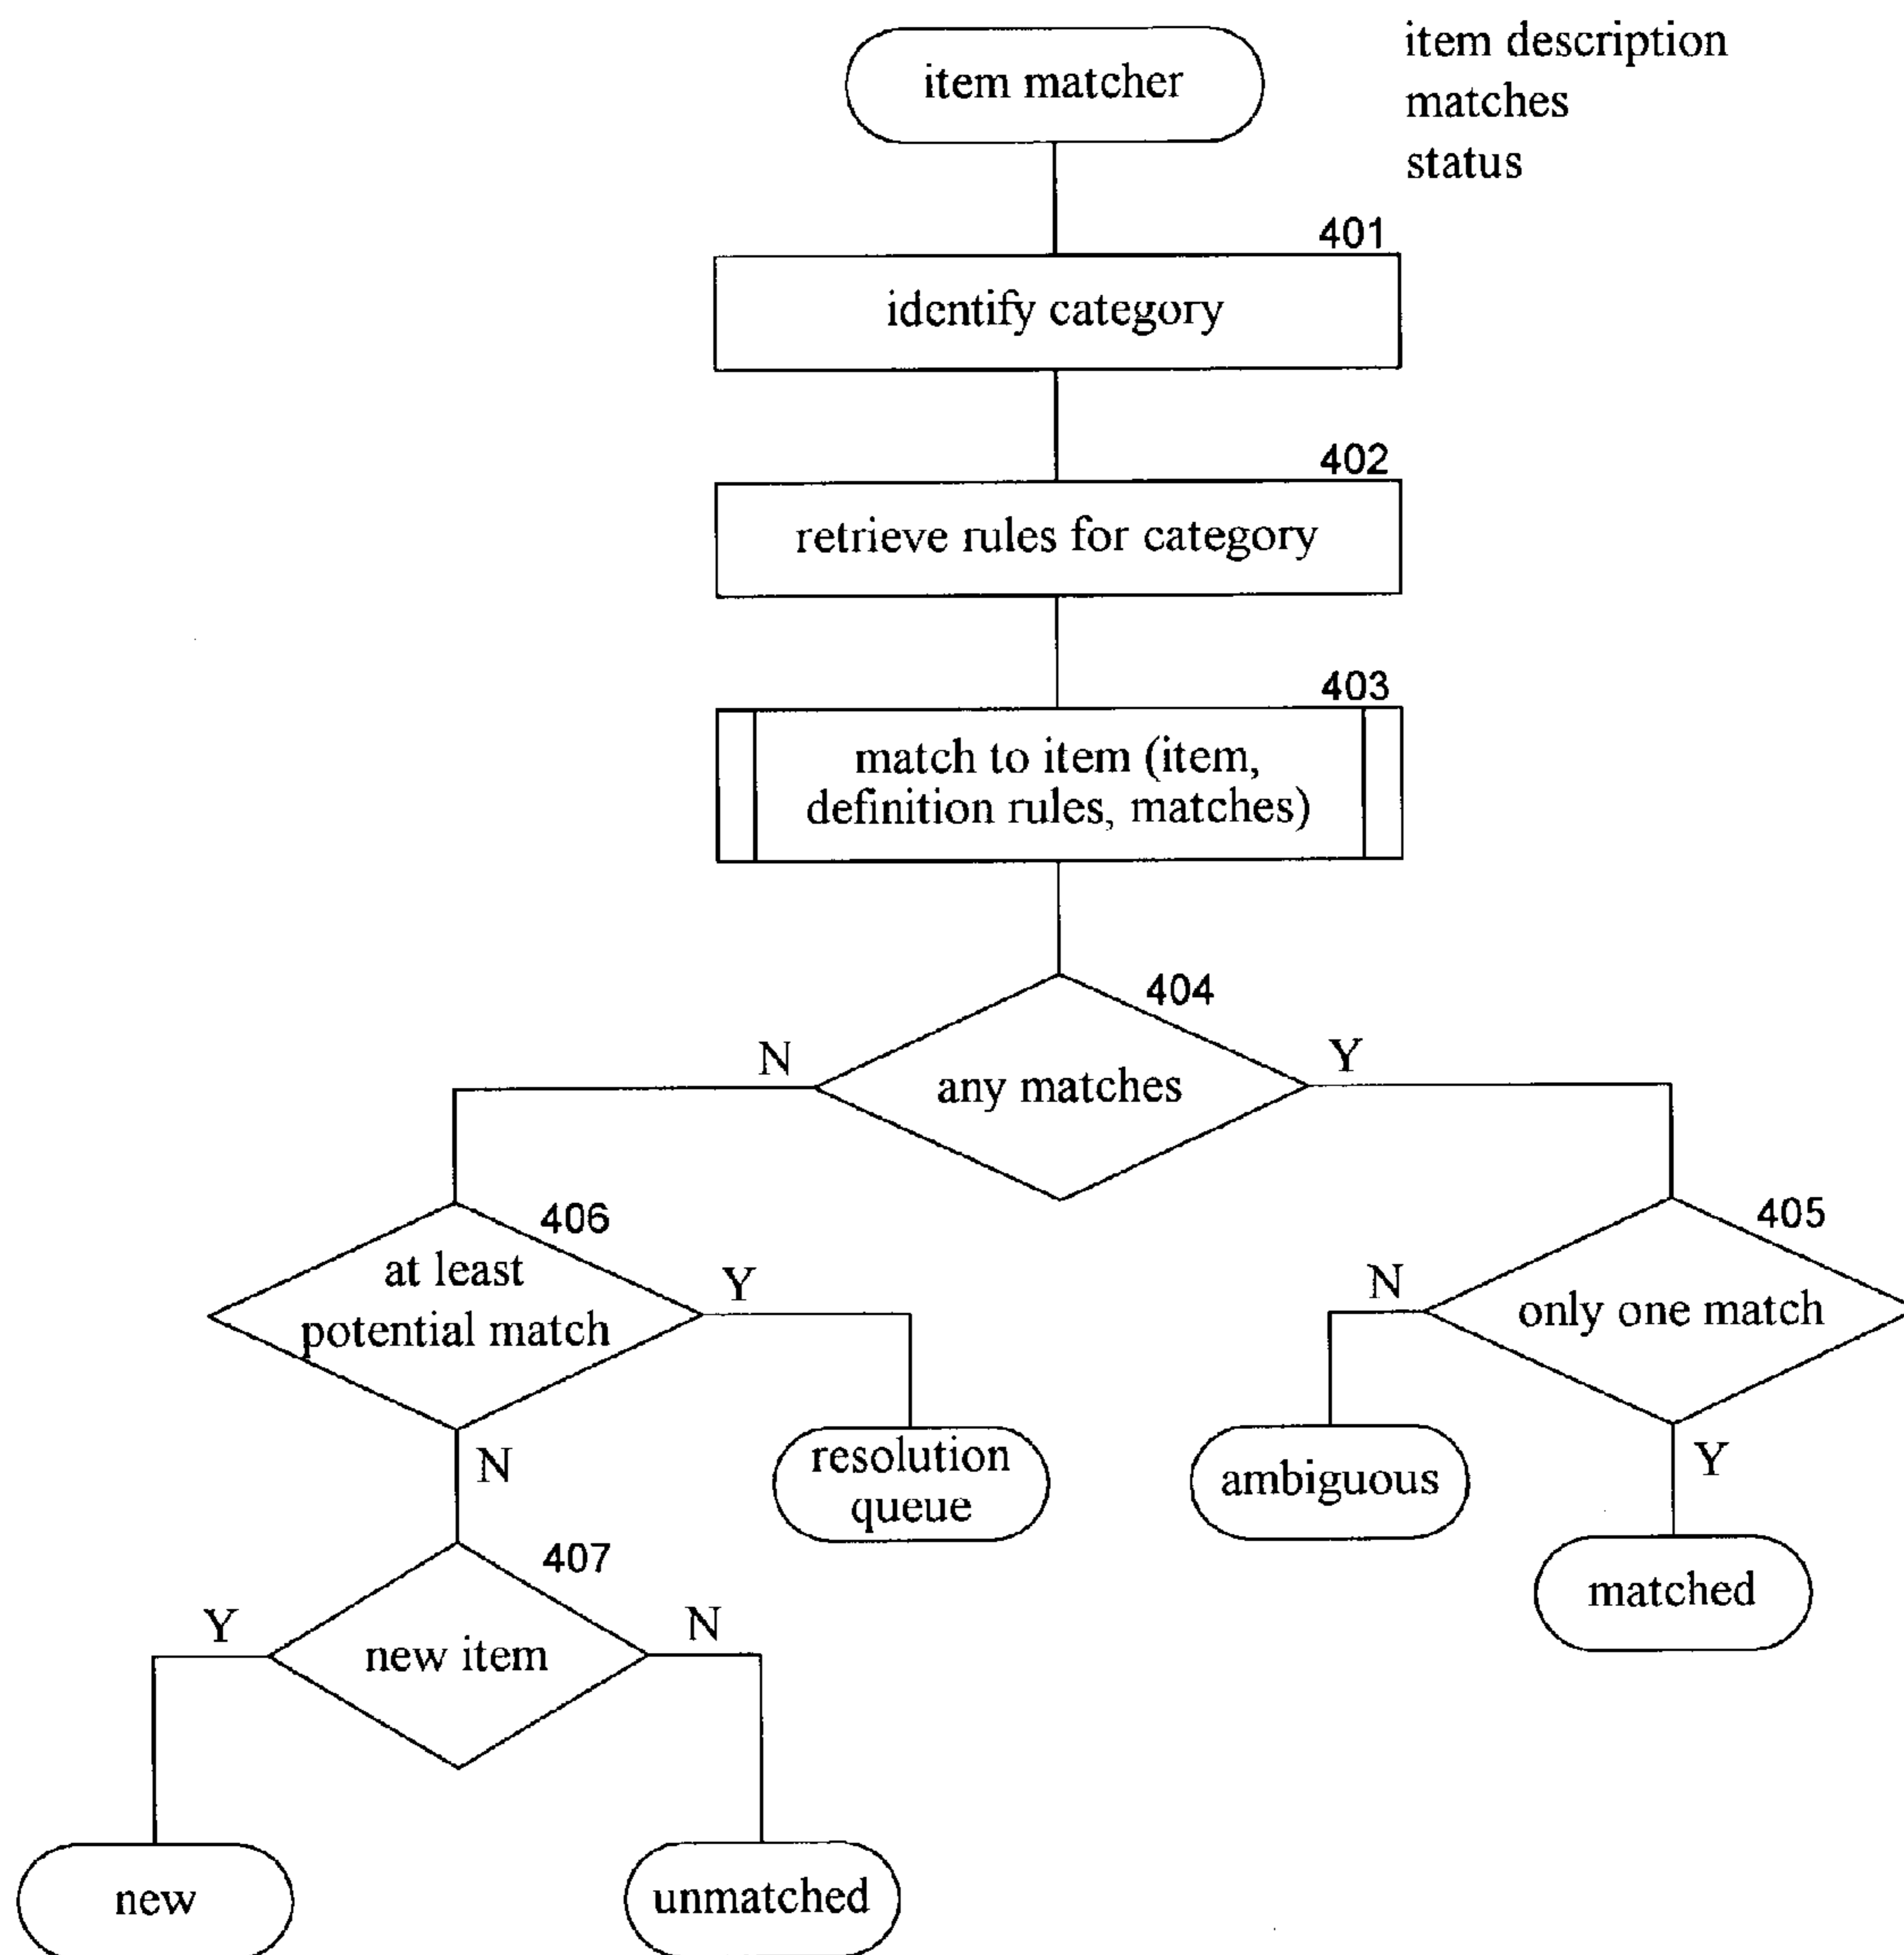 item matcher
item description
matches
status
401
identify category
402
retrieve rules for category
403
match to item (item,
definition rules, matches)
404
N
any matches
Y
406
at least
potential match
Y
N
405
N
only one match
Y
resolution
queue
ambiguous
matched
407
Y
new item
N
new
unmatched